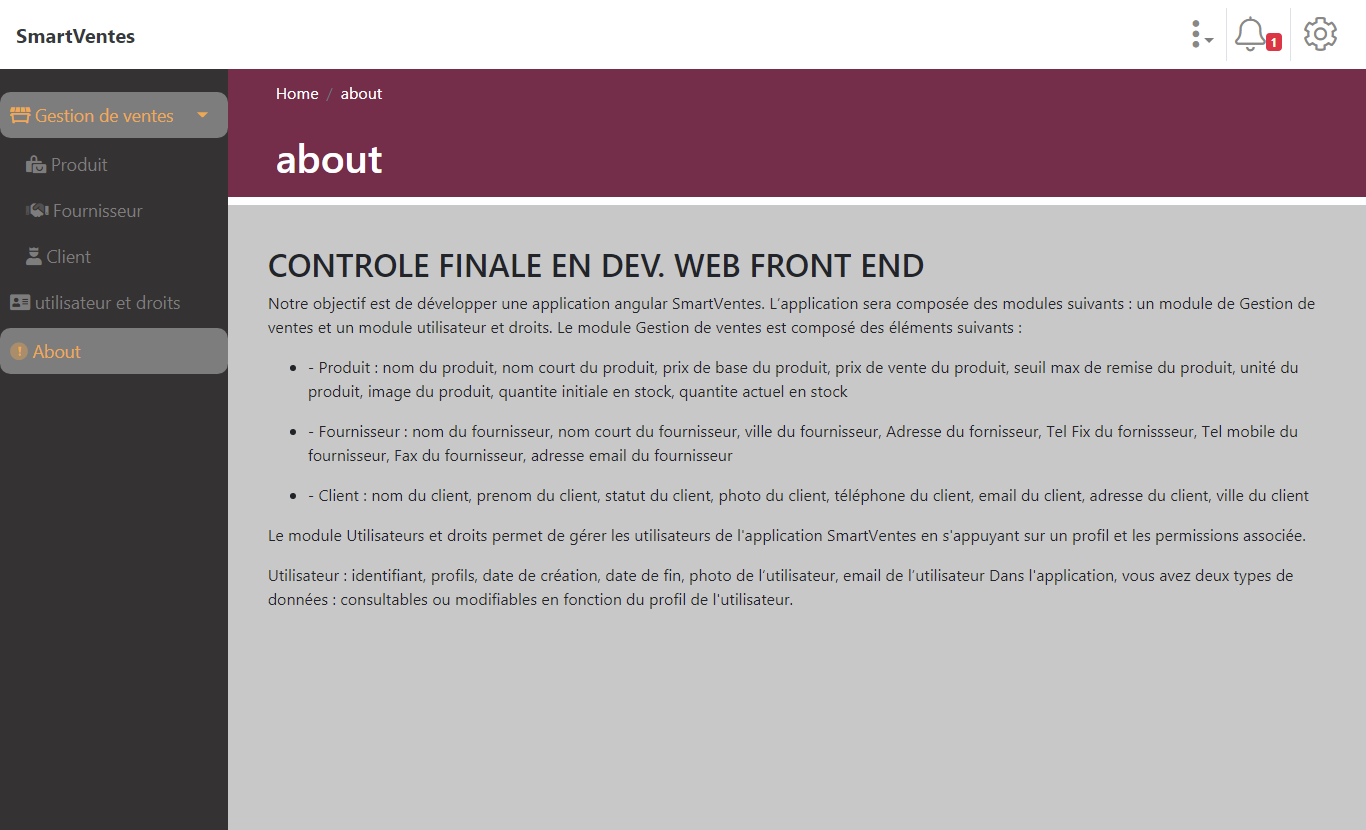 SmartVentes
1
Gestion de ventes
Produit
Fournisseur
Client
utilisateur et droits
About
Home / about
about
CONTROLE FINALE EN DEV. WEB FRONT END
Notre objectif est de développer une application angular SmartVentes. L’application sera composée des modules suivants : un module de Gestion de
ventes et un module utilisateur et droits. Le module Gestion de ventes est composé des éléments suivants :
• - Produit : nom du produit, nom court du produit, prix de base du produit, prix de vente du produit, seuil max de remise du produit, unité du
produit, image du produit, quantite initiale en stock, quantite actuel en stock
• - Fournisseur : nom du fournisseur, nom court du fournisseur, ville du fournisseur, Adresse du fornisseur, Tel Fix du fornissseur, Tel mobile du
fournisseur, Fax du fournisseur, adresse email du fournisseur
• - Client : nom du client, prenom du client, statut du client, photo du client, téléphone du client, email du client, adresse du client, ville du client
Le module Utilisateurs et droits permet de gérer les utilisateurs de l'application SmartVentes en s'appuyant sur un profil et les permissions associée.
Utilisateur : identifiant, profils, date de création, date de fin, photo de l’utilisateur, email de l’utilisateur Dans l'application, vous avez deux types de
données : consultables ou modifiables en fonction du profil de l'utilisateur.